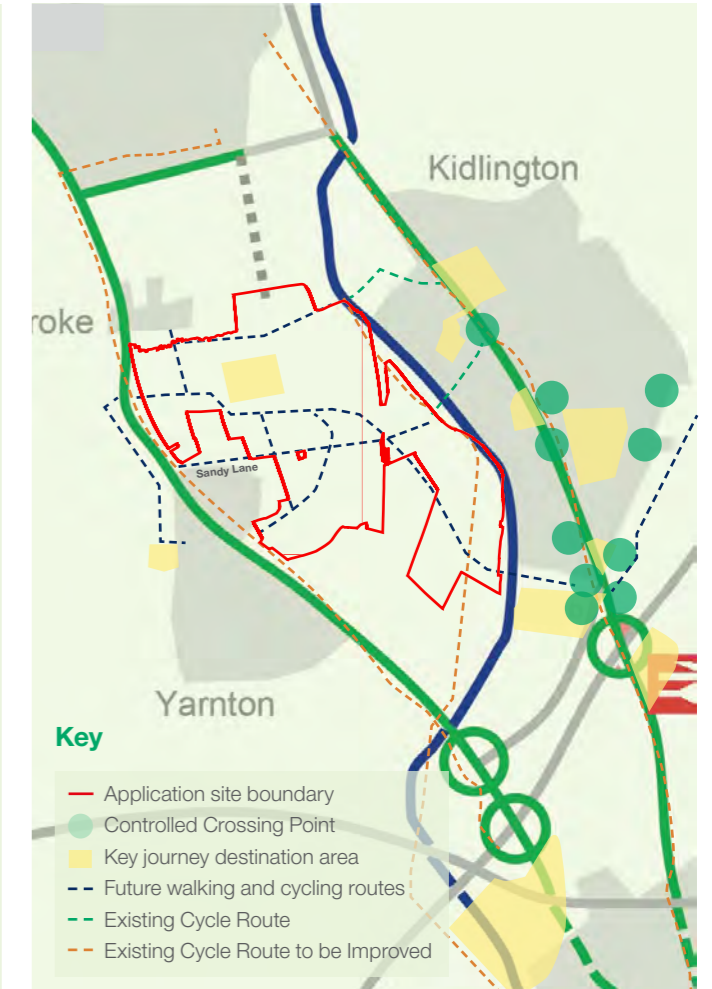 Kidlington
roke
Sandy Lane
Yarnton
Key
Application site boundary
Controlled Crossing Point
Key journey destination area
Future walking and cycling routes
Existing Cycle Route
Existing Cycle Route to be Improved